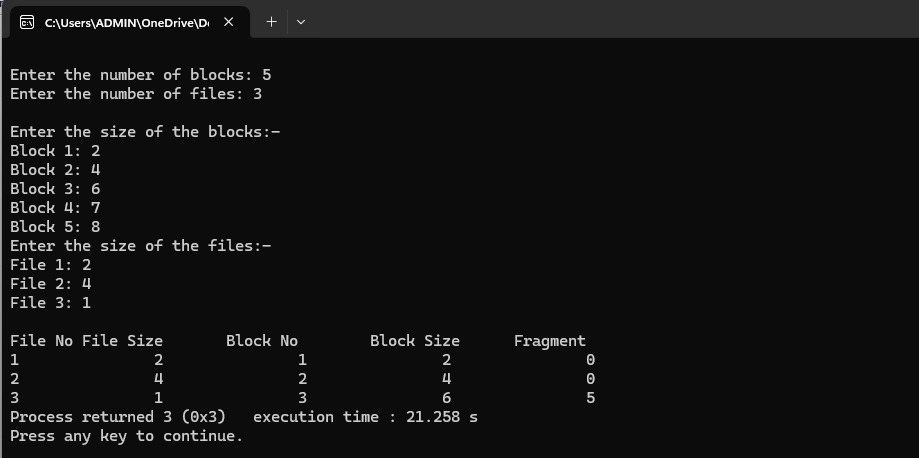 C:\Users\ADMIN\OneDrive\De
Enter the number of blocks: 5
Enter the number of files: 3
Enter the size of the blocks:-
Block 1: 2
Block 2: 4
Block 3: 6
Block 4: 7
Block 5: 8
Enter the size of the files:-
File 1: 2
File 2: 4
File 3: 1
File No File Size Block No Block Size Fragment
1 2 1 2 0
2 4 2 4 0
3 1 3 6 5
Process returned 3 (0x3) execution time : 21.258 s
Press any key to continue.